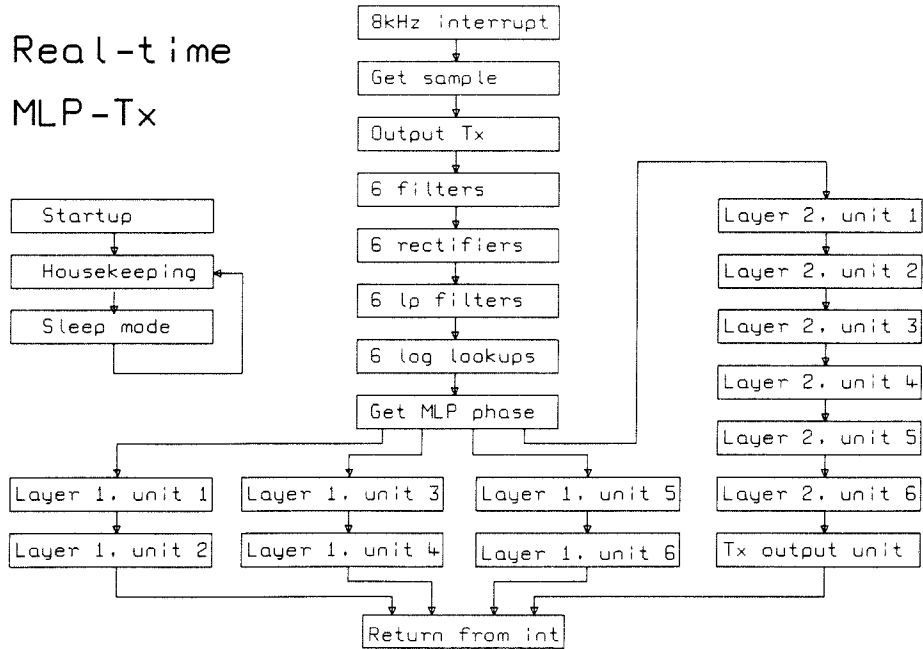 Real-time
MLP-Tx
8kHz interrupt
Get sample
Output Tx
6 filters
6 rectifiers
6 lp filters
6 log lookups
Get MLP phase
Startup
Housekeeping
Sleep mode
Layer 1, unit 1
Layer 1, unit 2
Layer 1, unit 3
Layer 1, unit 4
Layer 1, unit 5
Layer 1, unit 6
Layer 2, unit 1
Layer 2, unit 2
Layer 2, unit 3
Layer 2, unit 4
Layer 2, unit 5
Layer 2, unit 6
Tx output unit
Return from int